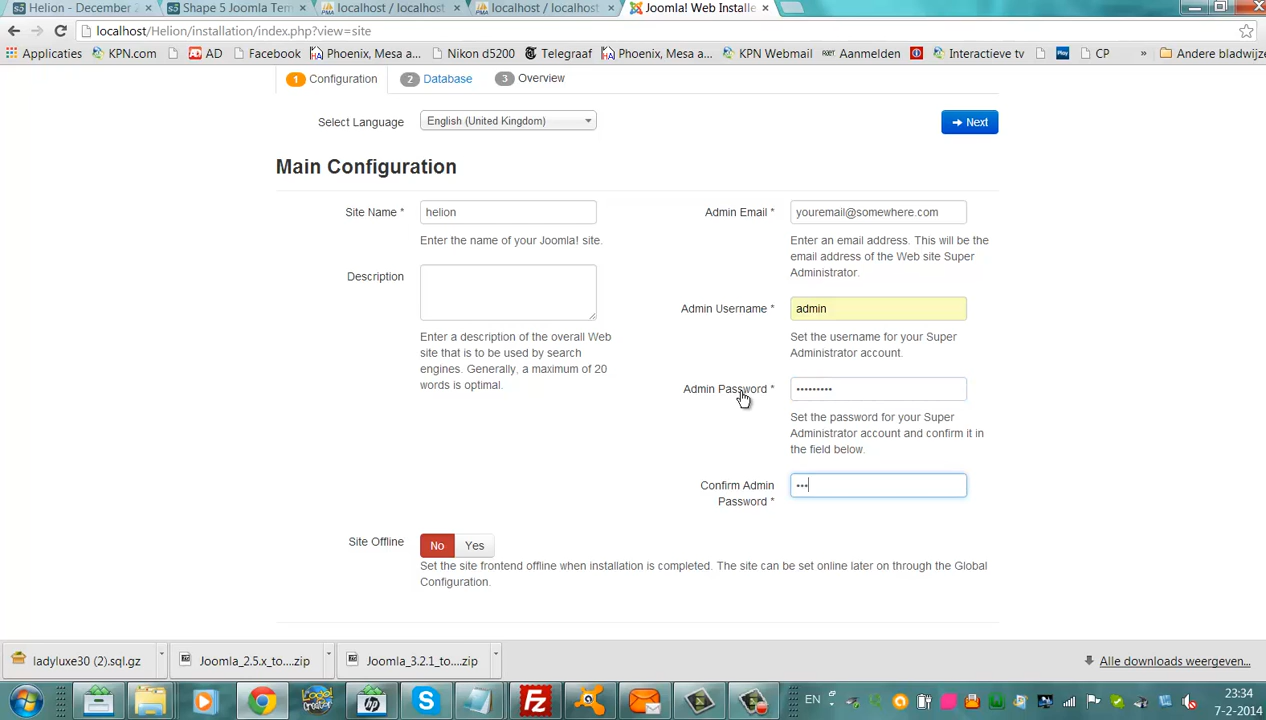 Helion - December 2
Shape 5 Joomla Tem
localhost / localhost
localhost / localhost
Joomla! Web Installe
localhost/Helion/installation/index.php?view=site
Applicaties KPN.com AD Facebook Phoenix, Mesa a... Nikon d5200 Telegraaf Phoenix, Mesa a... KPN Webmail Aanmelden Interactieve tv CP » Andere bladwijzers
1 Configuration 2 Database 3 Overview
Select Language English (United Kingdom) Next
Main Configuration
Site Name * helion
Enter the name of your Joomla! site.
Description
Enter a description of the overall Web
site that is to be used by search
engines. Generally, a maximum of 20
words is optimal.
Admin Email * youremail@somewhere.com
Enter an email address. This will be the
email address of the Web site Super
Administrator.
Admin Username * admin
Set the username for your Super
Administrator account.
Admin Password * •••••••••
Set the password for your Super
Administrator account and confirm it in
the field below.
Confirm Admin
Password * •••
Site Offline No Yes
Set the site frontend offline when installation is completed. The site can be set online later on through the Global
Configuration.
ladyluxe30 (2).sql.gz Joomla_2.5.x_to....zip Joomla_3.2.1_to....zip Alle downloads weergeven...
EN 23:34
7-2-2014